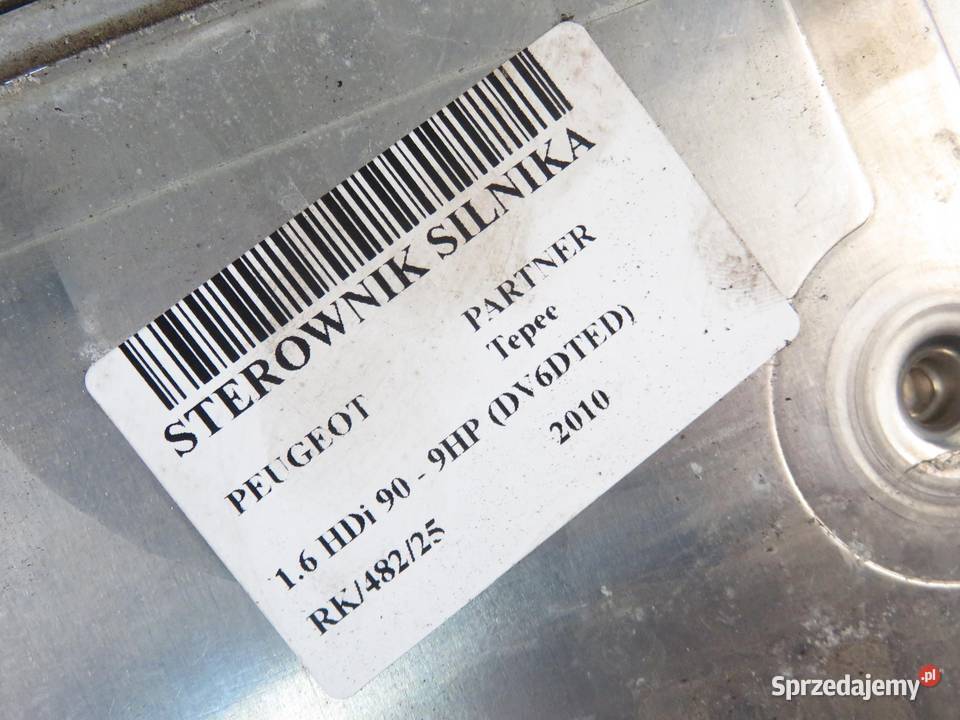 STEROWNIK SILNIKA
PEUGEOT PARTNER
Tepee
1.6 HDi 90 - 9HP (DV6DTED)
2010
RK/482/25
Sprzedajemy.pl